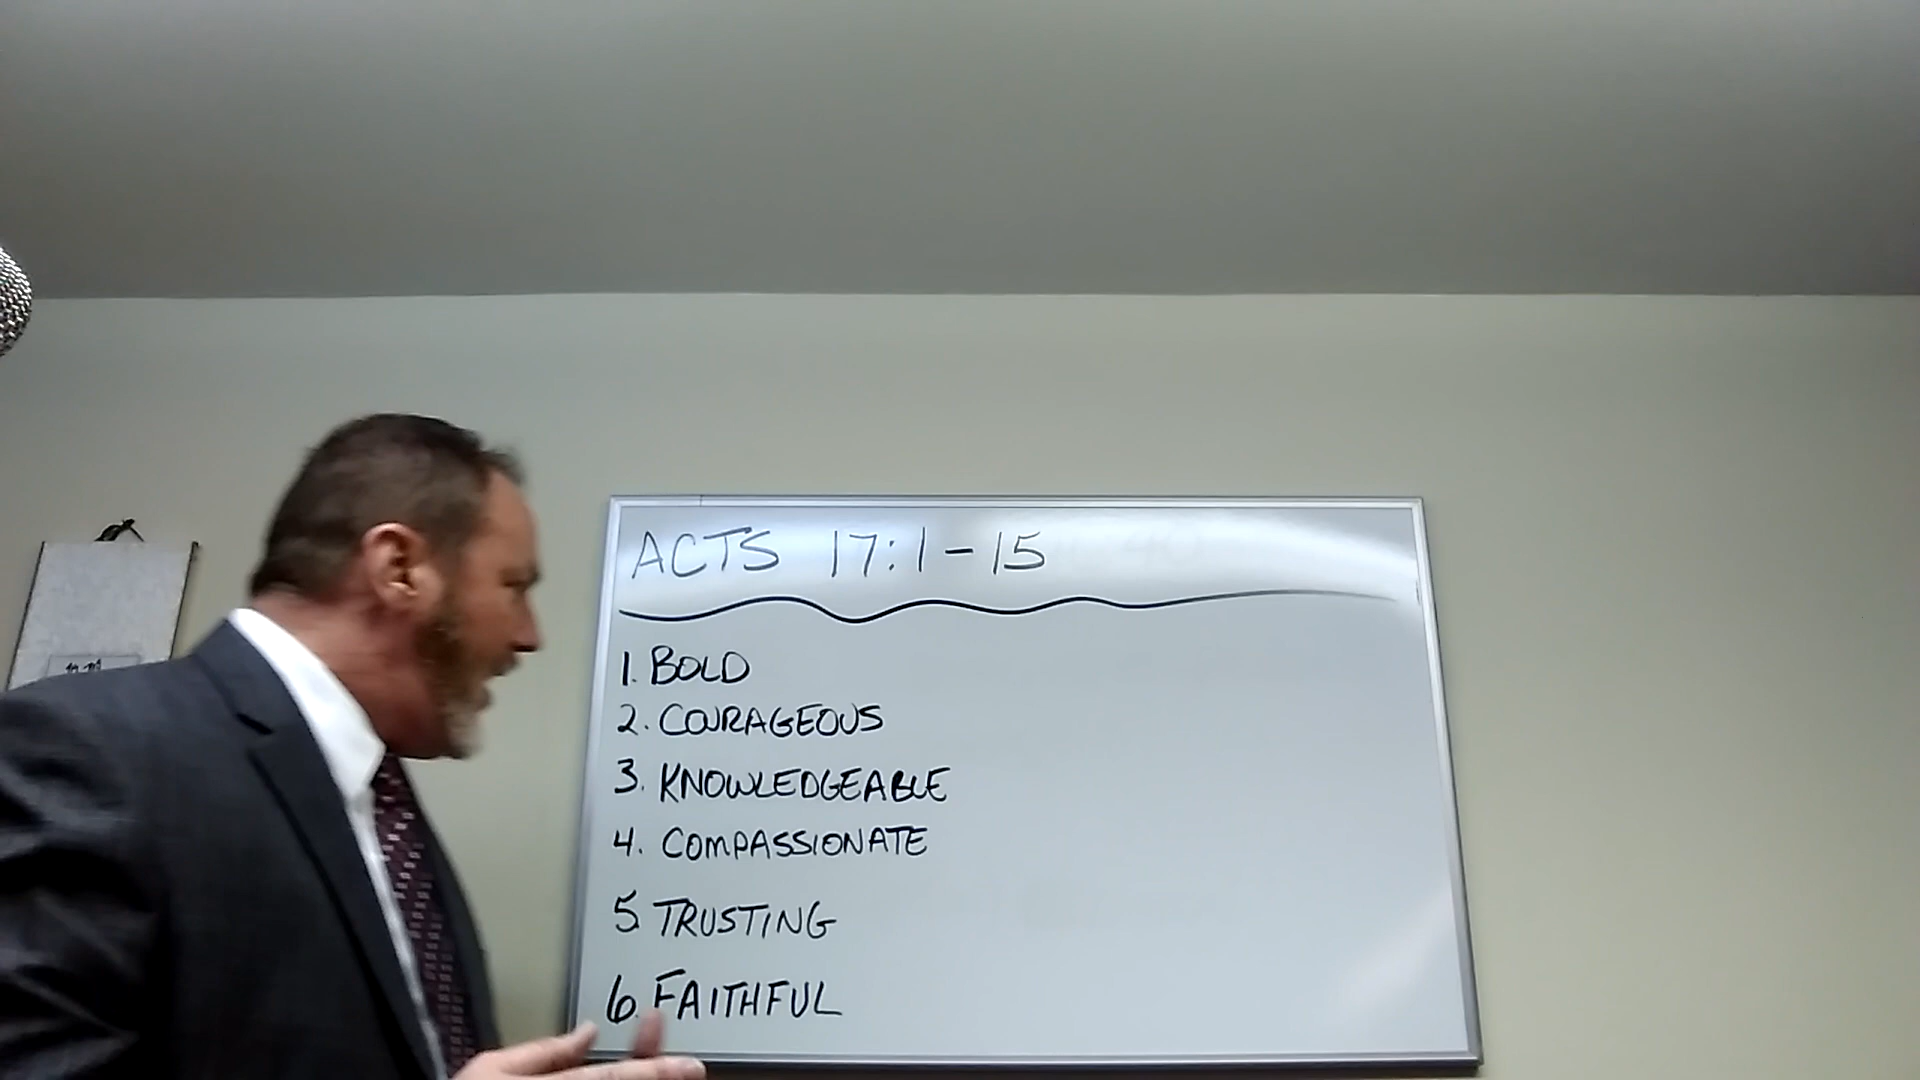 ACTS 17:1-15
1. BOLD
2. COURAGEOUS
3. KNOWLEDGEABLE
4. COMPASSIONATE
5. TRUSTING
6. FAITHFUL